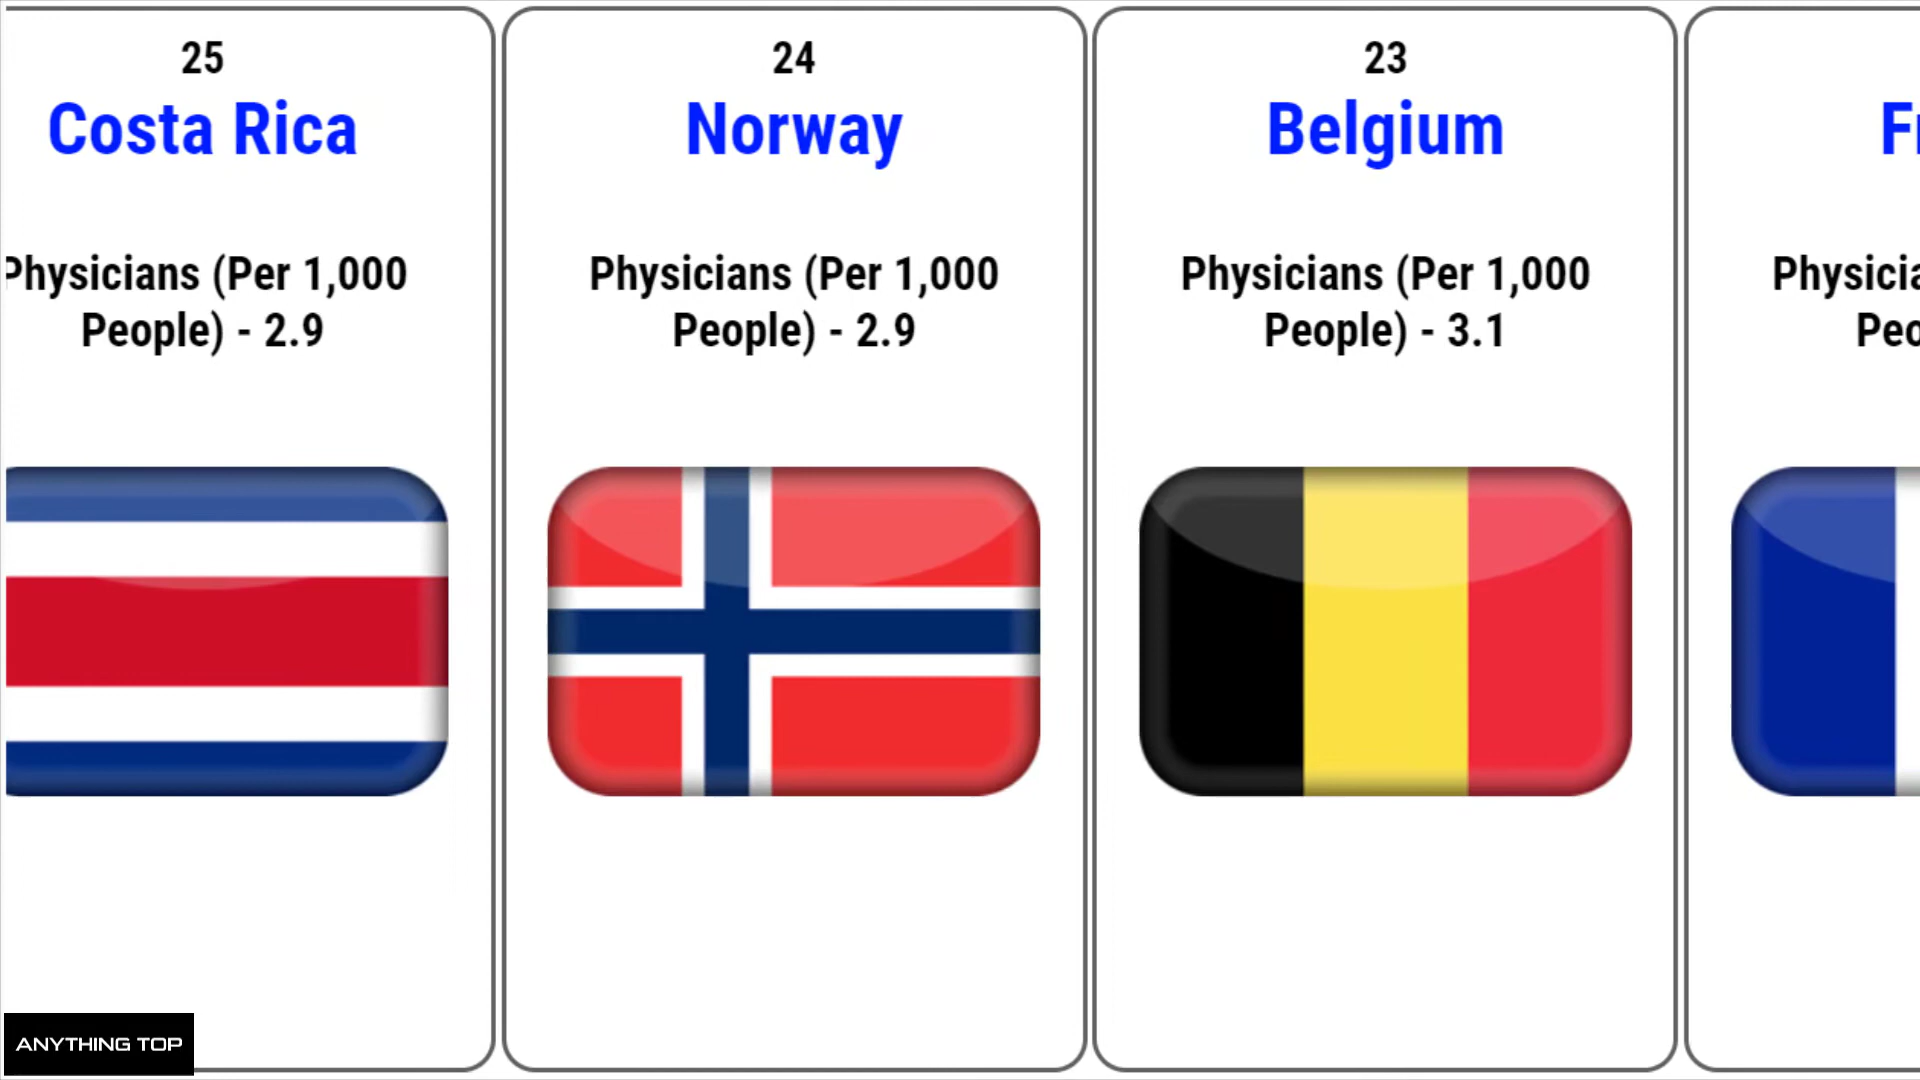 25
Costa Rica
Physicians (Per 1,000
People) - 2.9
24
Norway
Physicians (Per 1,000
People) - 2.9
23
Belgium
Physicians (Per 1,000
People) - 3.1
ANYTHING TOP